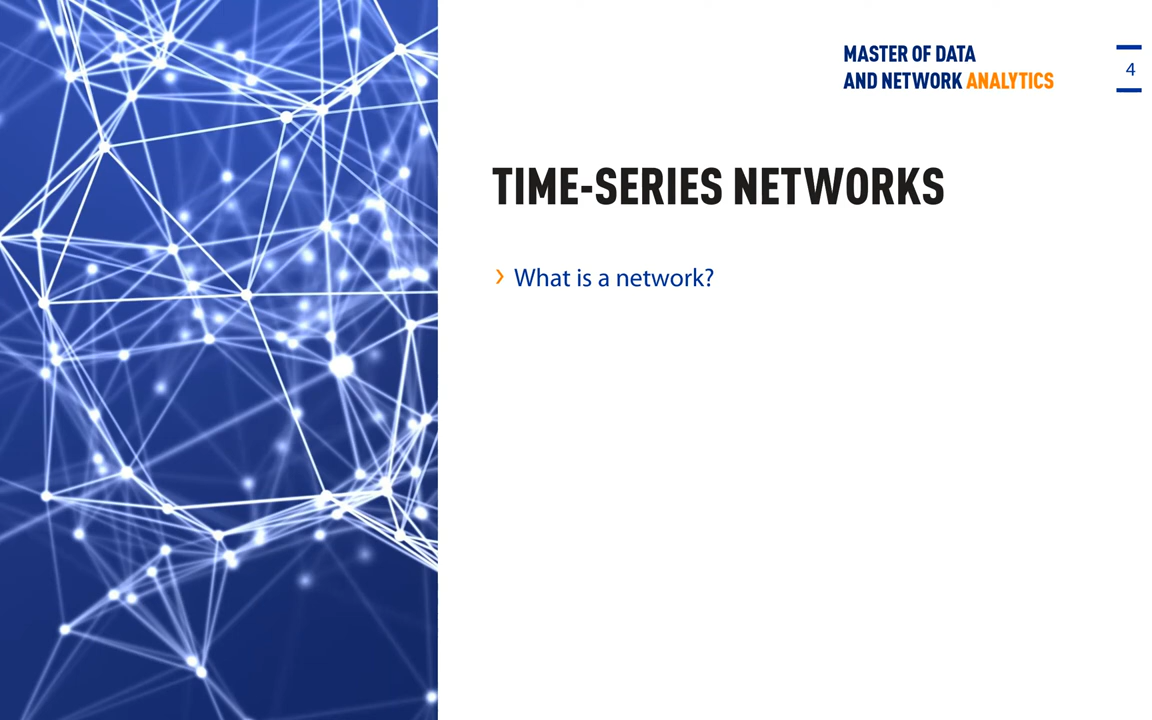 MASTER OF DATA
AND NETWORK ANALYTICS
4
TIME-SERIES NETWORKS
› What is a network?